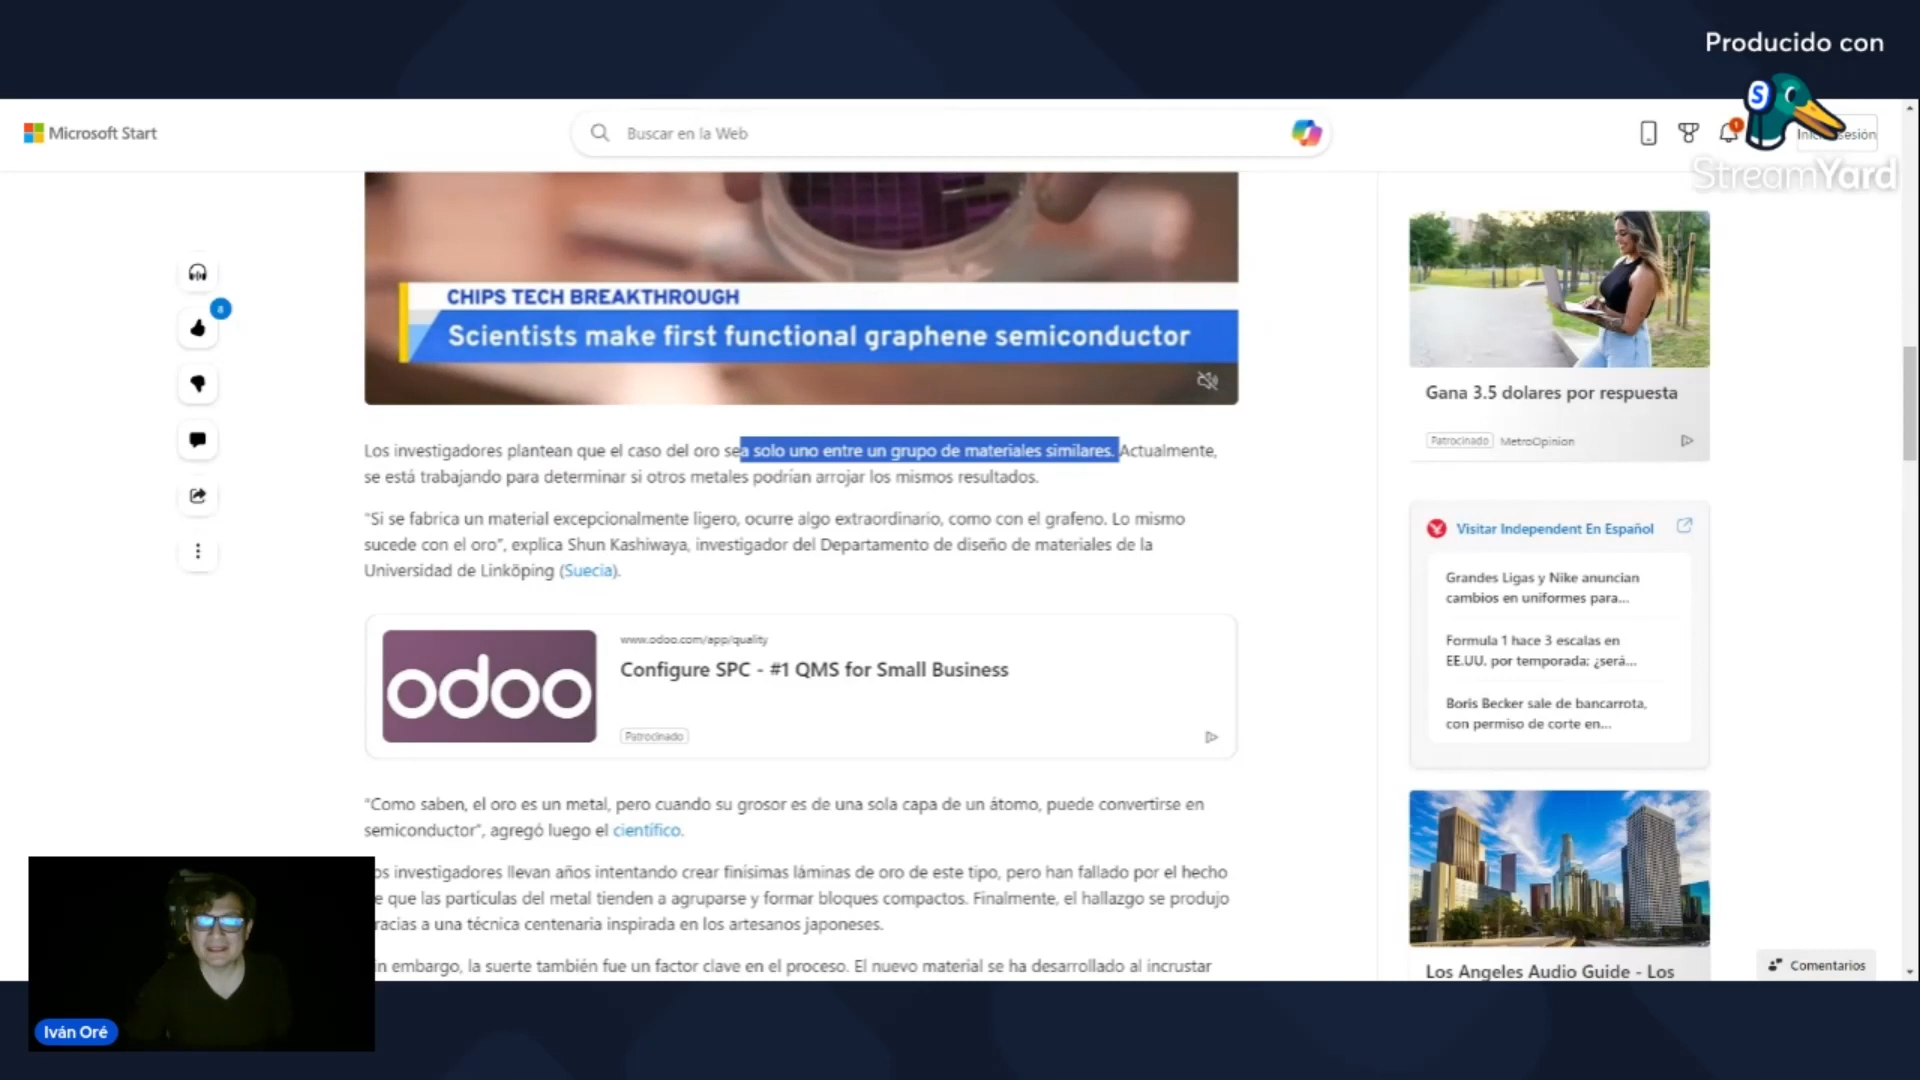 Producido con
StreamYard
Microsoft Start
Buscar en la Web
CHIPS TECH BREAKTHROUGH
Scientists make first functional graphene semiconductor
8
Los investigadores plantean que el caso del oro sea solo uno entre un grupo de materiales similares. Actualmente,
se está trabajando para determinar si otros metales podrían arrojar los mismos resultados.
"Si se fabrica un material excepcionalmente ligero, ocurre algo extraordinario, como con el grafeno. Lo mismo
sucede con el oro", explica Shun Kashiwaya, investigador del Departamento de diseño de materiales de la
Universidad de Linköping (Suecia).
odoo
www.odoo.com/app/quality
Configure SPC - #1 QMS for Small Business
Patrocinado
"Como saben, el oro es un metal, pero cuando su grosor es de una sola capa de un átomo, puede convertirse en
semiconductor", agregó luego el científico.
os investigadores llevan años intentando crear finísimas láminas de oro de este tipo, pero han fallado por el hecho
e que las partículas del metal tienden a agruparse y formar bloques compactos. Finalmente, el hallazgo se produjo
racias a una técnica centenaria inspirada en los artesanos japoneses.
in embargo, la suerte también fue un factor clave en el proceso. El nuevo material se ha desarrollado al incrustar
Gana 3.5 dolares por respuesta
Patrocinado MetroOpinion
Visitar Independent En Español
Grandes Ligas y Nike anuncian
cambios en uniformes para...
Formula 1 hace 3 escalas en
EE.UU. por temporada: ¿será...
Boris Becker sale de bancarrota,
con permiso de corte en...
Los Angeles Audio Guide - Los
Comentarios
Iván Oré